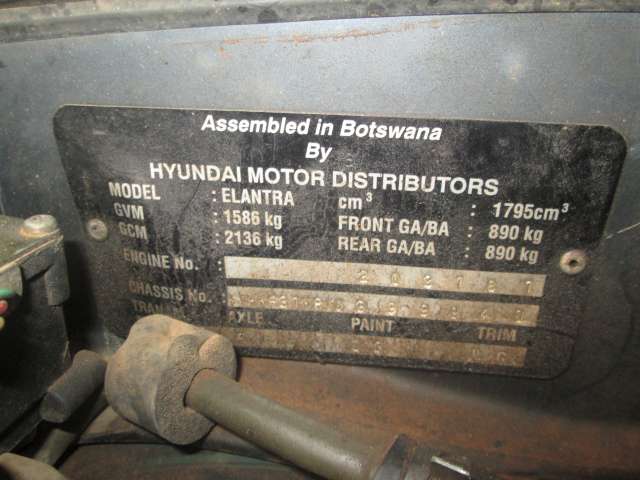 Assembled in Botswana
By
HYUNDAI MOTOR DISTRIBUTORS
MODEL : ELANTRA cm³ : 1795cm³
GVM : 1586 kg FRONT GA/BA : 890 kg
GCM : 2136 kg REAR GA/BA : 890 kg
ENGINE No. :
CHASSIS No. :
AXLE PAINT TRIM